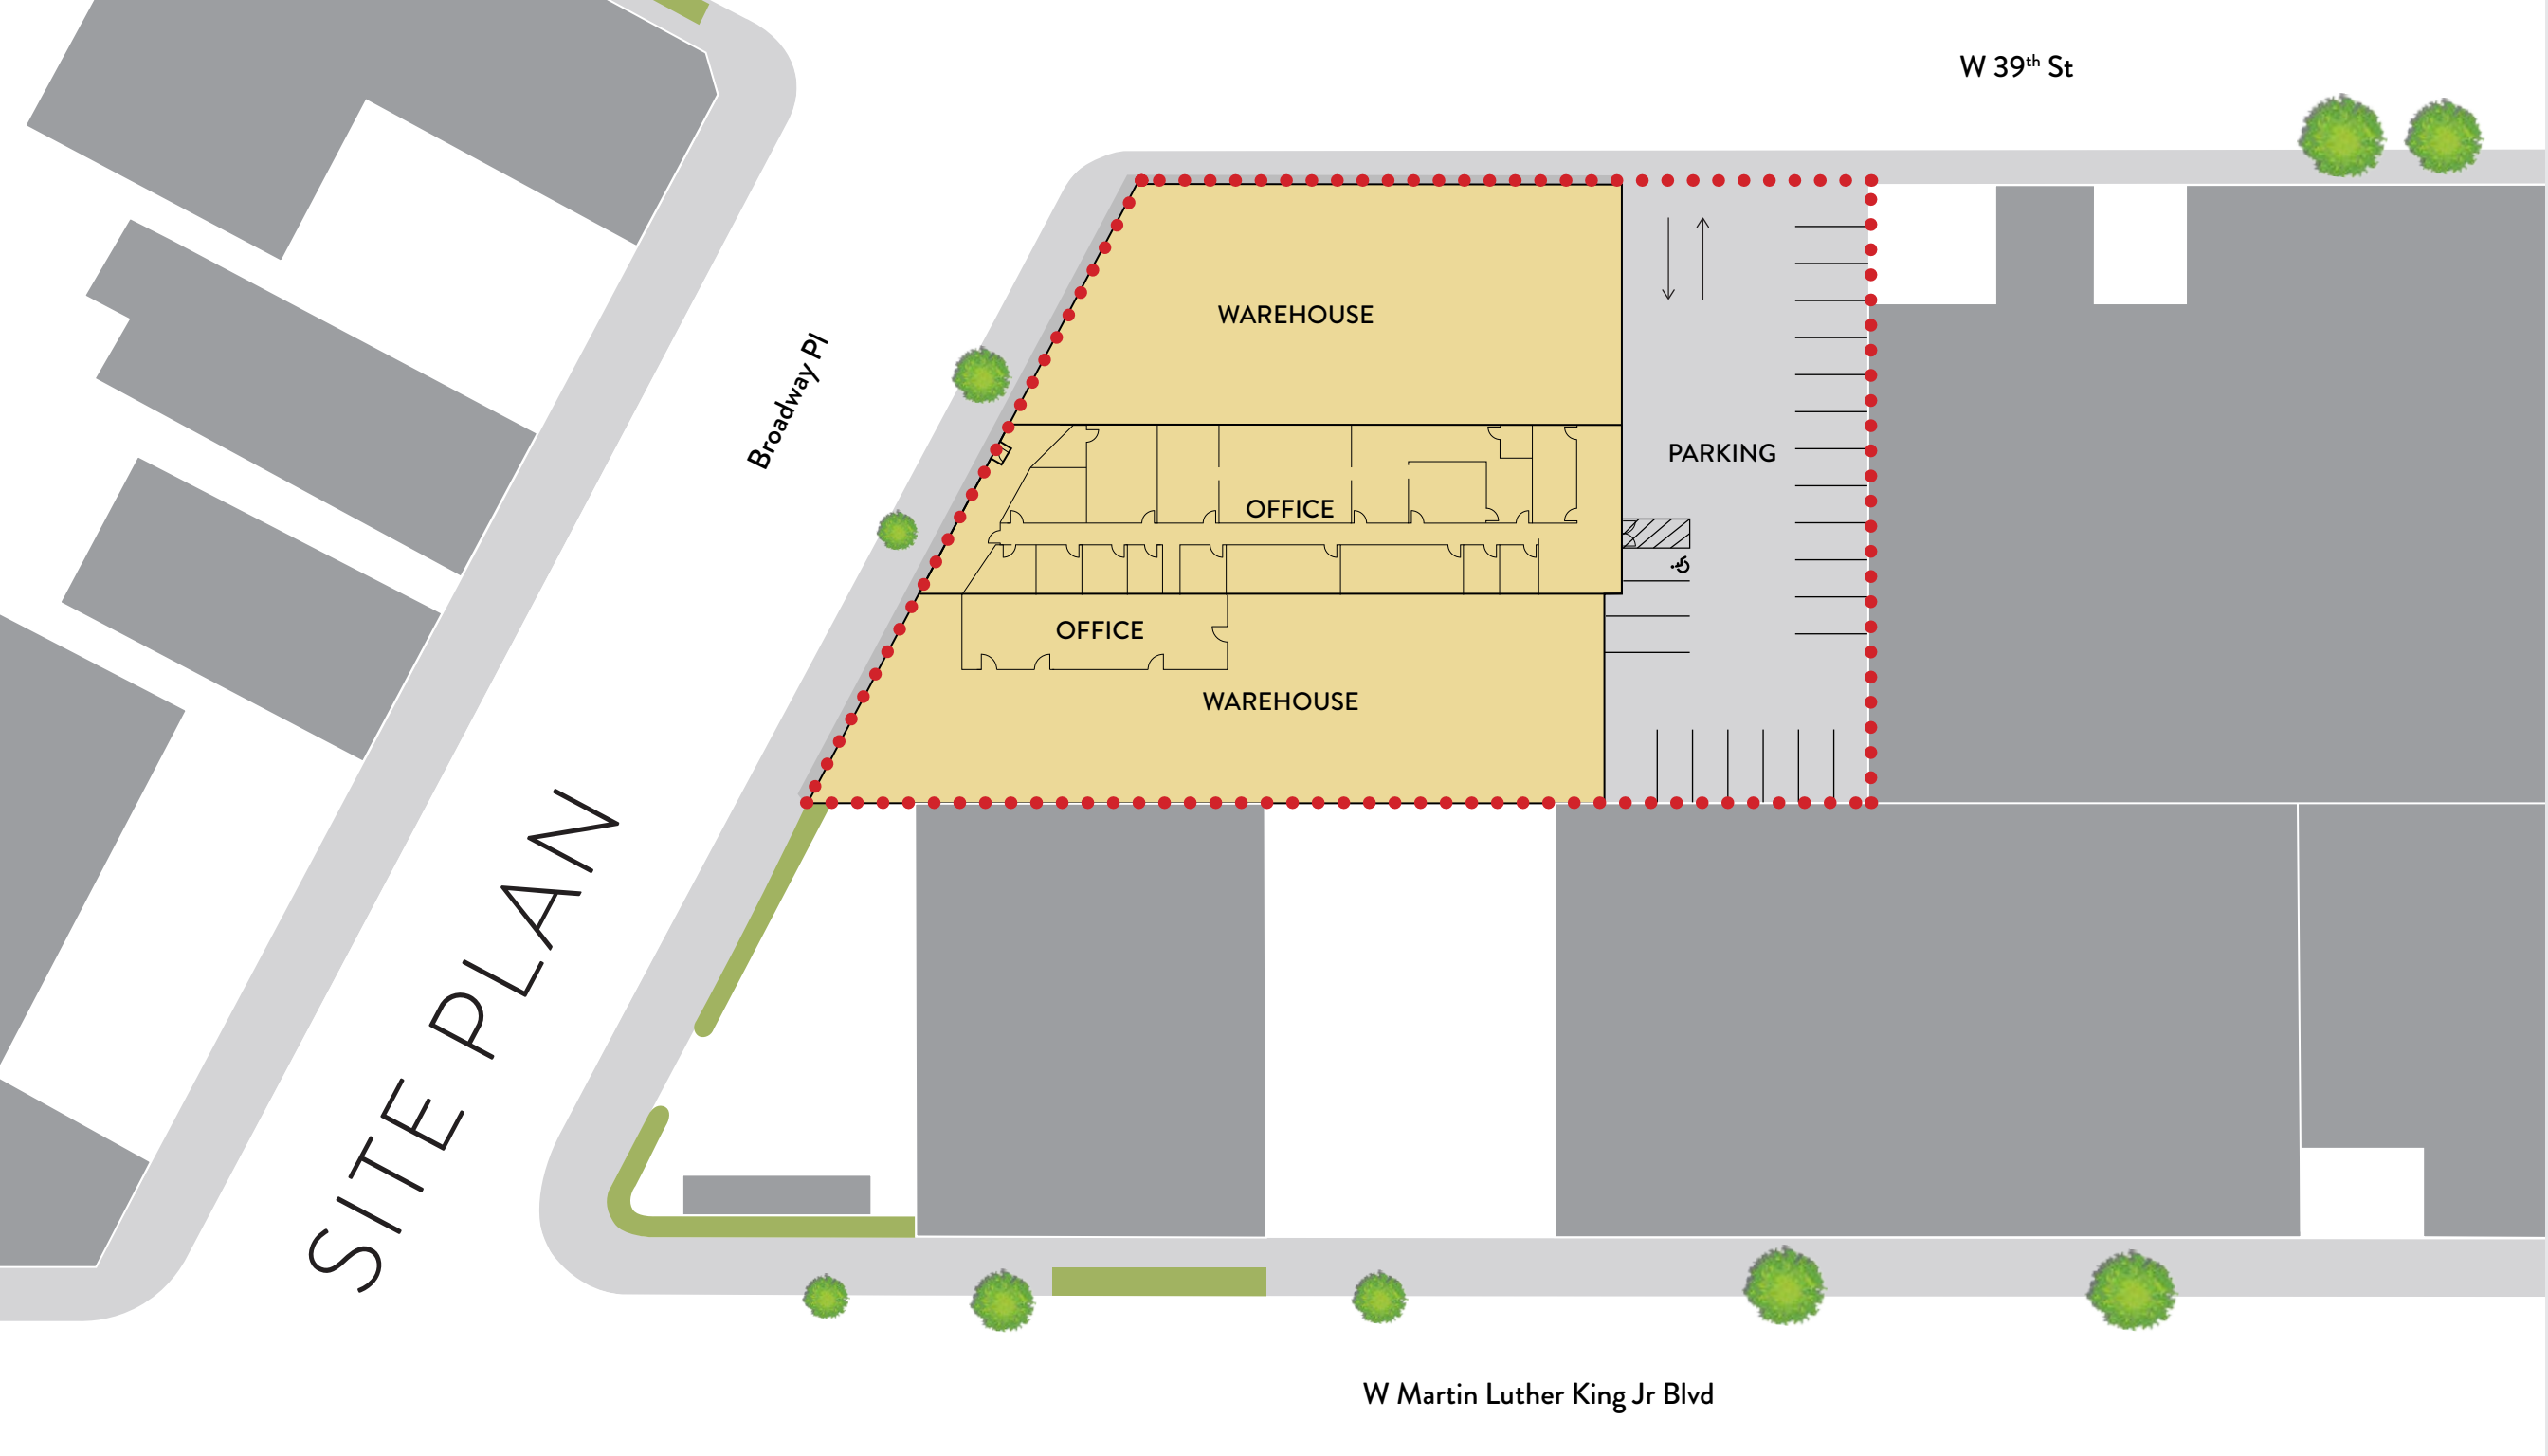 W 39th St
WAREHOUSE
Broadway Pl
PARKING
OFFICE
OFFICE
WAREHOUSE
SITE PLAN
W Martin Luther King Jr Blvd